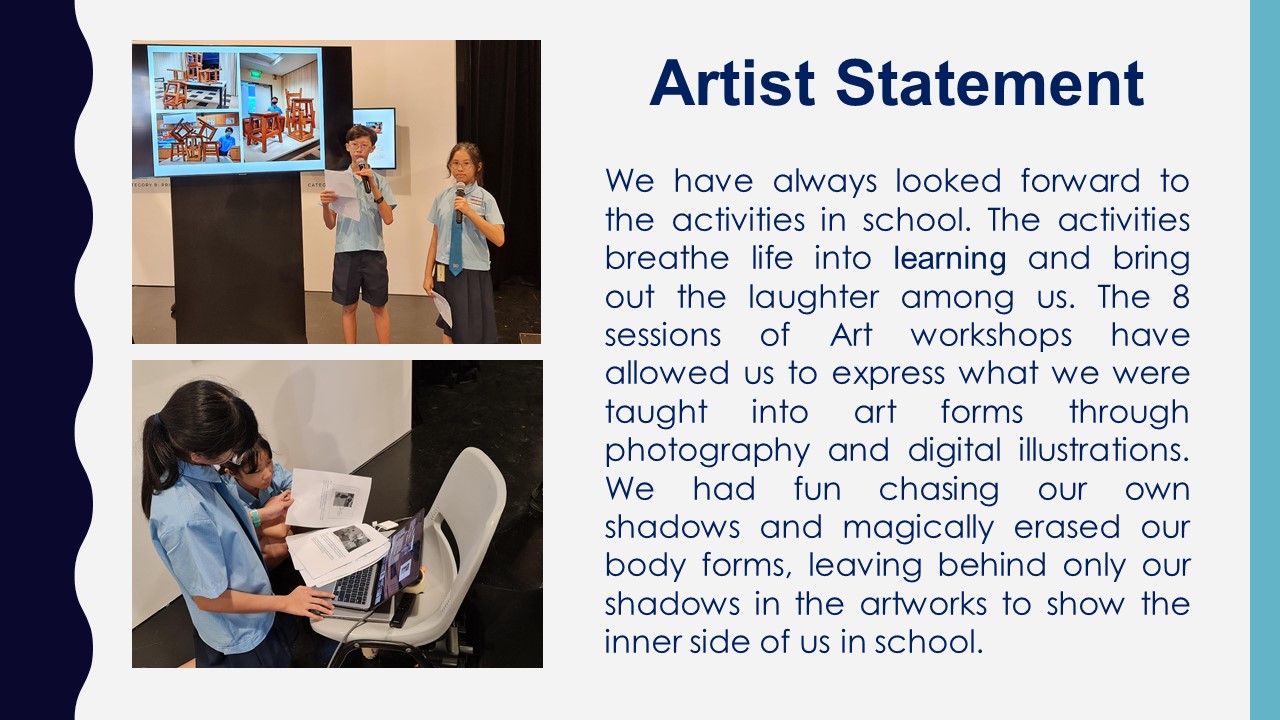 Artist Statement
We have always looked forward to
the activities in school. The activities
breathe life into learning and bring
out the laughter among us. The 8
sessions of Art workshops have
allowed us to express what we were
taught into art forms through
photography and digital illustrations.
We had fun chasing our own
shadows and magically erased our
body forms, leaving behind only our
shadows in the artworks to show the
inner side of us in school.